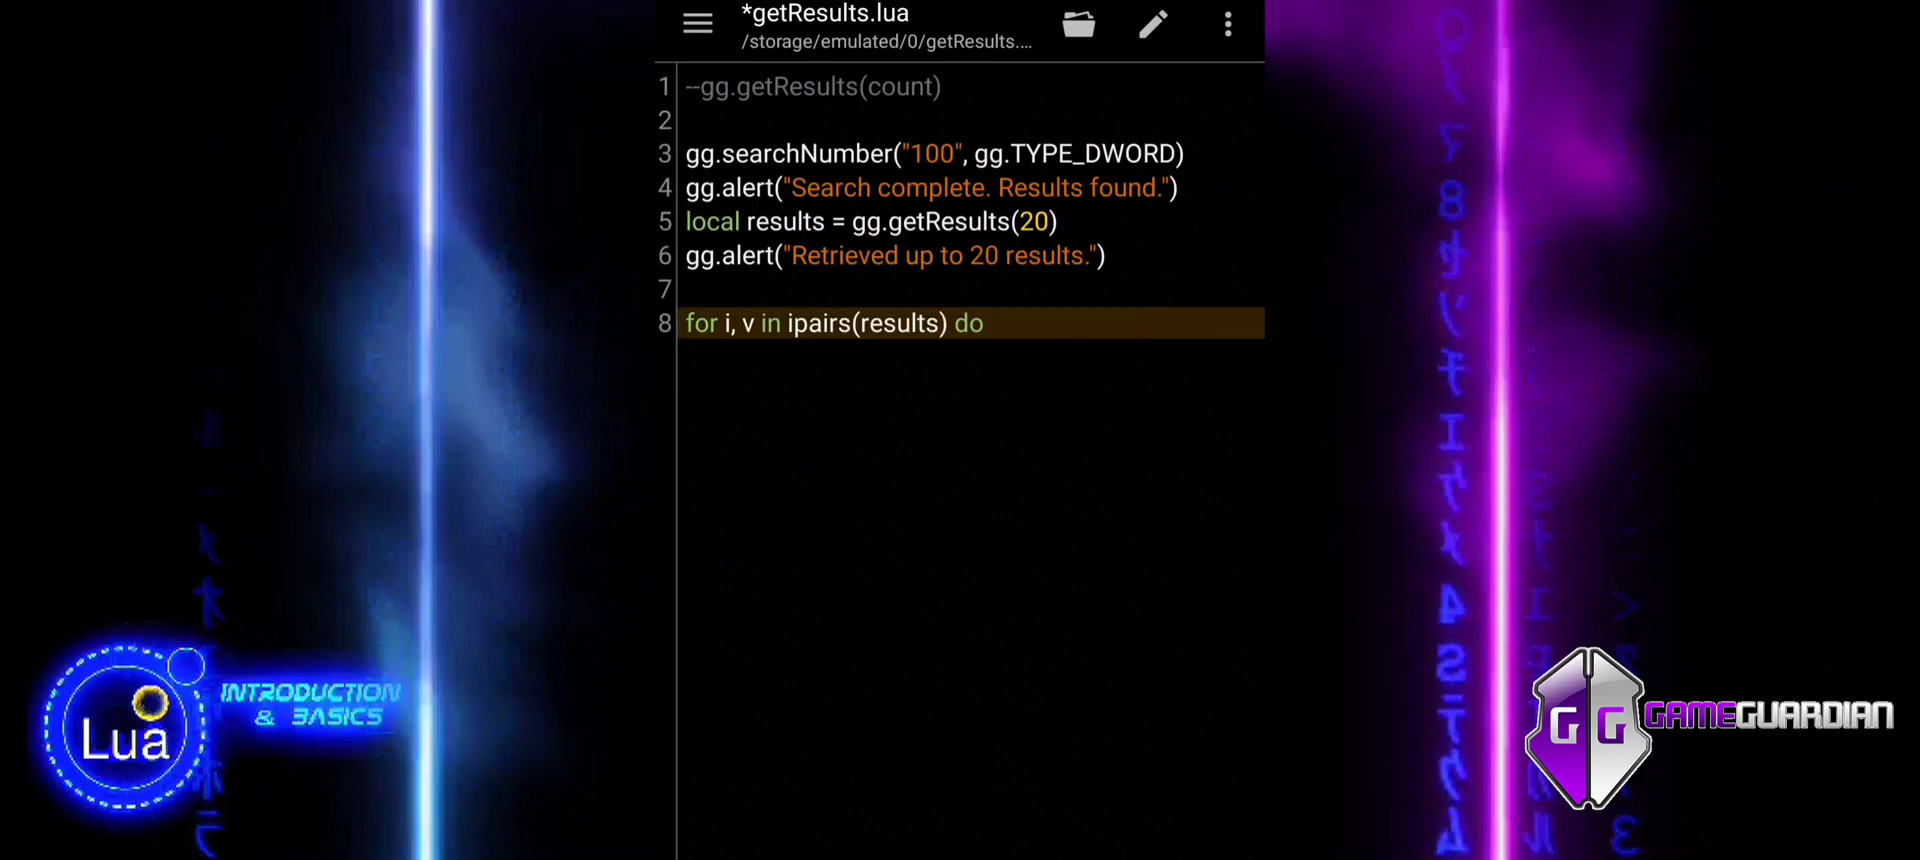 *getResults.lua
/storage/emulated/0/getResults....
1 --gg.getResults(count)
2
3 gg.searchNumber("100", gg.TYPE_DWORD)
4 gg.alert("Search complete. Results found.")
5 local results = gg.getResults(20)
6 gg.alert("Retrieved up to 20 results.")
7
8 for i, v in ipairs(results) do
Lua
INTRODUCTION
& BASICS
GG
GAMEGUARDIAN